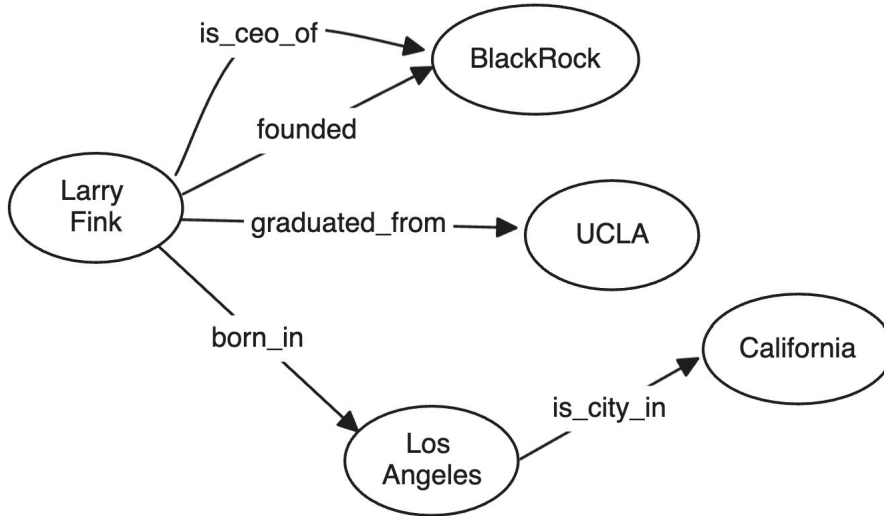 is_ceo_of
BlackRock
founded
Larry
Fink
graduated_from
UCLA
born_in
California
is_city_in
Los
Angeles